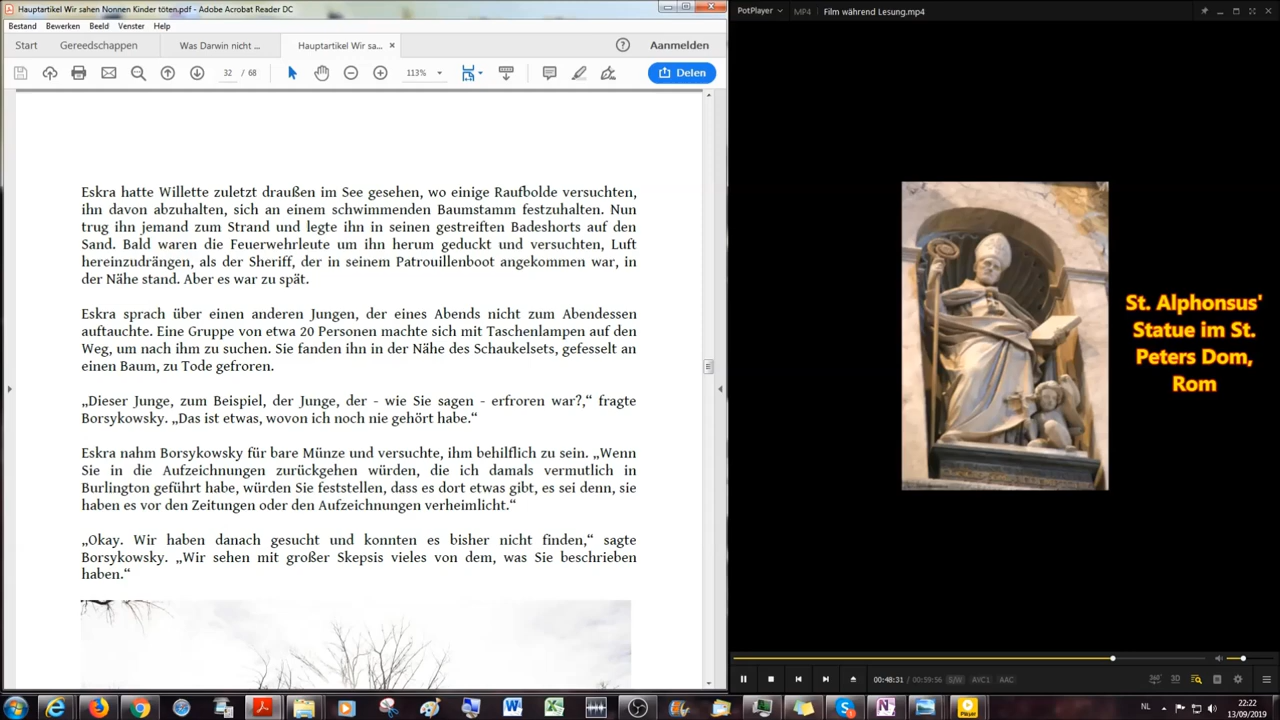 Hauptartikel Wir sahen Nonnen Kinder töten.pdf - Adobe Acrobat Reader DC
Bestand Bewerken Beeld Venster Help
Start Gereedschappen Was Darwin nicht ... Hauptartikel Wir sa... × Anmelden
32 / 68 113% Delen
Eskra hatte Willette zuletzt draußen im See gesehen, wo einige Raufbolde versuchten,
ihn davon abzuhalten, sich an einem schwimmenden Baumstamm festzuhalten. Nun
trug ihn jemand zum Strand und legte ihn in seinen gestreiften Badeshorts auf den
Sand. Bald waren die Feuerwehrleute um ihn herum geduckt und versuchten, Luft
hereinzudrängen, als der Sheriff, der in seinem Patrouillenboot angekommen war, in
der Nähe stand. Aber es war zu spät.
Eskra sprach über einen anderen Jungen, der eines Abends nicht zum Abendessen
auftauchte. Eine Gruppe von etwa 20 Personen machte sich mit Taschenlampen auf den
Weg, um nach ihm zu suchen. Sie fanden ihn in der Nähe des Schaukelsets, gefesselt an
einen Baum, zu Tode gefroren.
„Dieser Junge, zum Beispiel, der Junge, der - wie Sie sagen - erfroren war?,“ fragte
Borsykowsky. „Das ist etwas, wovon ich noch nie gehört habe.“
Eskra nahm Borsykowsky für bare Münze und versuchte, ihm behilflich zu sein. „Wenn
Sie in die Aufzeichnungen zurückgehen würden, die ich damals vermutlich in
Burlington geführt habe, würden Sie feststellen, dass es dort etwas gibt, es sei denn, sie
haben es vor den Zeitungen oder den Aufzeichnungen verheimlicht.“
„Okay. Wir haben danach gesucht und konnten es bisher nicht finden,“ sagte
Borsykowsky. „Wir sehen mit großer Skepsis vieles von dem, was Sie beschrieben
haben.“
PotPlayer MP4 Film während Lesung.mp4
St. Alphonsus'
Statue im St.
Peters Dom,
Rom
00:48:31 / 00:59:56 S/W AVC1 AAC
360° 3D
NL 22:22
13/09/2019